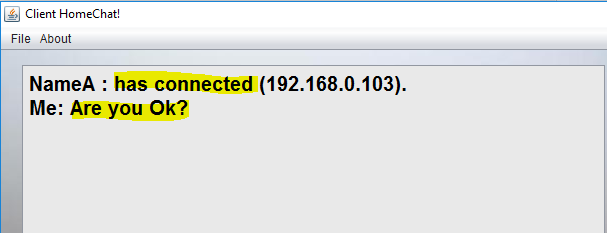 Client HomeChat!
File About
NameA : has connected (192.168.0.103).
Me: Are you Ok?